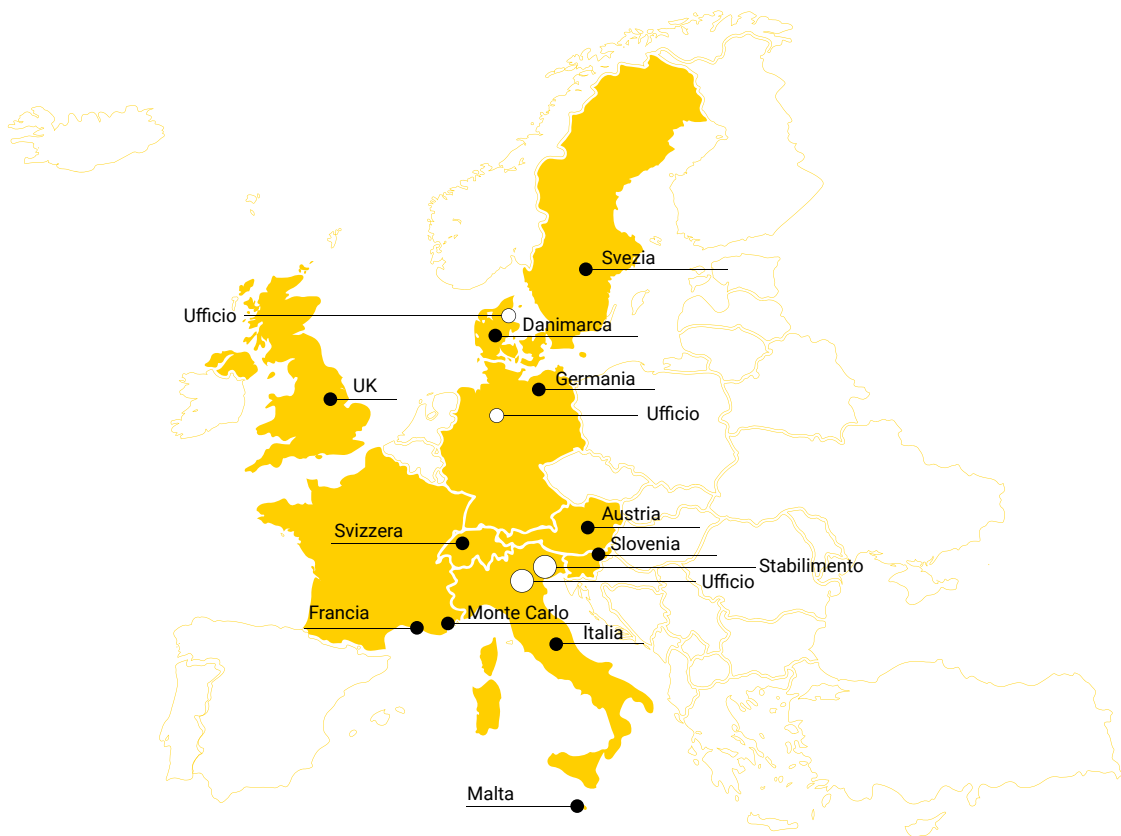 Svezia
Ufficio
Danimarca
Germania
UK
Ufficio
Austria
Svizzera
Slovenia
Stabilimento
Ufficio
Francia
Monte Carlo
Italia
Malta